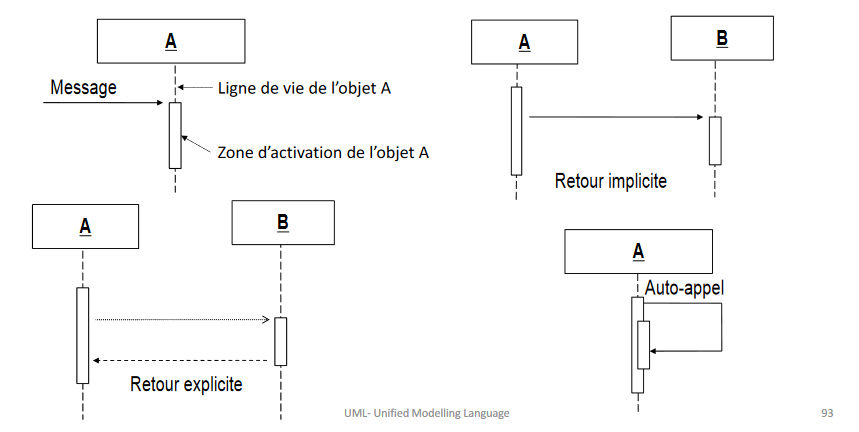 A
Message
Ligne de vie de l'objet A
Zone d'activation de l'objet A
A
B
Retour implicite
A
B
Retour explicite
A
Auto-appel
UML- Unified Modelling Language
93